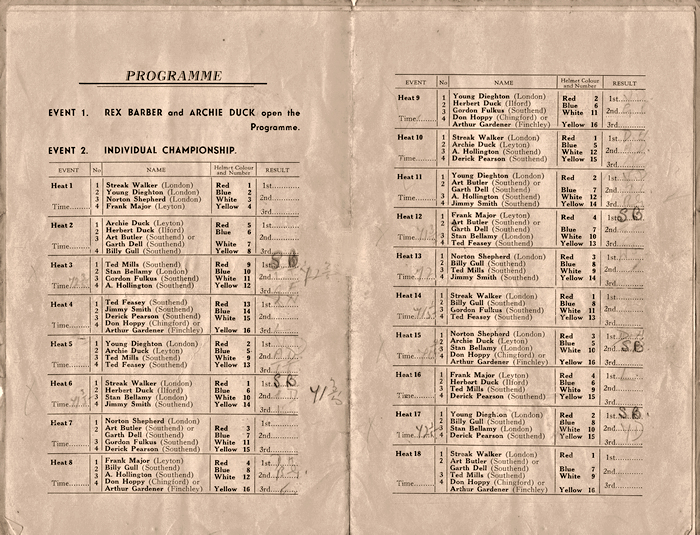 PROGRAMME
EVENT 1. REX BARBER and ARCHIE DUCK open the
Programme.
EVENT 2. INDIVIDUAL CHAMPIONSHIP.
EVENT No NAME Helmet Colour and Number RESULT
Heat 1 1 Streak Walker (London) Red 1 1st
2 Young Dieghton (London) Blue 2 2nd
3 Norton Shepherd (London) White 3
Time 4 Frank Major (Leyton) Yellow 4 3rd
Heat 2 1 Archie Duck (Leyton) Red 5 1st
2 Herbert Duck (Ilford) Blue 6
3 Art Butler (Southend) or 2nd
Garth Dell (Southend) White 7
Time 4 Billy Gull (Southend) Yellow 8 3rd
Heat 3 1 Ted Mills (Southend) Red 9 1st SB
2 Stan Bellamy (London) Blue 10
3 Gordon Fulkus (Southend) White 11 2nd
Time 4 A. Hollington (Southend) Yellow 12 3rd
Heat 4 1 Ted Feasey (Southend) Red 13 1st
2 Jimmy Smith (Southend) Blue 14
3 Derick Pearson (Southend) White 15 2nd
Time 4 Don Hoppy (Chingford) or
Arthur Gardener (Finchley) Yellow 16 3rd
Heat 5 1 Young Dieghton (London) Red 2 1st
2 Archie Duck (Leyton) Blue 5
3 Ted Mills (Southend) White 9 2nd
Time 4 Ted Feasey (Southend) Yellow 13 3rd
Heat 6 1 Streak Walker (London) Red 1 1st SB
2 Herbert Duck (Ilford) Blue 6
3 Stan Bellamy (London) White 10 2nd
Time 4 Jimmy Smith (Southend) Yellow 14 3rd
Heat 7 1 Norton Shepherd (London)
2 Art Butler (Southend) or Red 3 1st
Garth Dell (Southend) Blue 7 2nd
3 Gordon Fulkus (Southend) White 11
Time 4 Derick Pearson (Southend) Yellow 15 3rd
Heat 8 1 Frank Major (Leyton) Red 4 1st
2 Billy Gull (Southend) Blue 8
3 A. Hollington (Southend) White 12 2nd
Time 4 Don Hoppy (Chingford) or
Arthur Gardener (Finchley) Yellow 16 3rd
EVENT No NAME Helmet Colour and Number RESULT
Heat 9 1 Young Dieghton (London) Red 2 1st
2 Herbert Duck (Ilford) Blue 6
3 Gordon Fulkus (Southend) White 11 2nd
Time 4 Don Hoppy (Chingford) or
Arthur Gardener (Finchley) Yellow 16 3rd
Heat 10 1 Streak Walker (London) Red 1 1st
2 Archie Duck (Leyton) Blue 5
3 A. Hollington (Southend) White 12 2nd
Time 4 Derick Pearson (Southend) Yellow 15 3rd
Heat 11 1 Young Dieghton (London) Red 2 1st
2 Art Butler (Southend) or
Garth Dell (Southend) Blue 7 2nd
3 A. Hollington (Southend) White 12
Time 4 Jimmy Smith (Southend) Yellow 14 3rd
Heat 12 1 Frank Major (Leyton) Red 4 1st SB
2 Art Butler (Southend) or
Garth Dell (Southend) Blue 7 2nd
3 Stan Bellamy (London) White 10
Time 4 Ted Feasey (Southend) Yellow 13 3rd
Heat 13 1 Norton Shepherd (London) Red 3 1st
2 Billy Gull (Southend) Blue 8
3 Ted Mills (Southend) White 9 2nd
Time 4 Jimmy Smith (Southend) Yellow 14 3rd
Heat 14 1 Streak Walker (London) Red 1 1st
2 Billy Gull (Southend) Blue 8
3 Gordon Fulkus (Southend) White 11 2nd
Time 4 Ted Feasey (Southend) Yellow 13 3rd
Heat 15 1 Norton Shepherd (London) Red 3 1st
2 Archie Duck (Leyton) Blue 5
3 Stan Bellamy (London) White 10 2nd SB
Time 4 Don Hoppy (Chingford) or
Arthur Gardener (Finchley) Yellow 16 3rd
Heat 16 1 Frank Major (Leyton) Red 4 1st
2 Herbert Duck (Ilford) Blue 6
3 Ted Mills (Southend) White 9 2nd
Time 4 Derick Pearson (Southend) Yellow 15 3rd
Heat 17 1 Young Dieghton (London) Red 2 1st SB
2 Billy Gull (Southend) Blue 8
3 Stan Bellamy (London) White 10 2nd
Time 4 Derick Pearson (Southend) Yellow 15 3rd
Heat 18 1 Streak Walker (London) Red 1 1st
2 Art Butler (Southend) or
Garth Dell (Southend) Blue 7 2nd
3 Ted Mills (Southend) White 9
Time 4 Don Hoppy (Chingford) or
Arthur Gardener (Finchley) Yellow 16 3rd